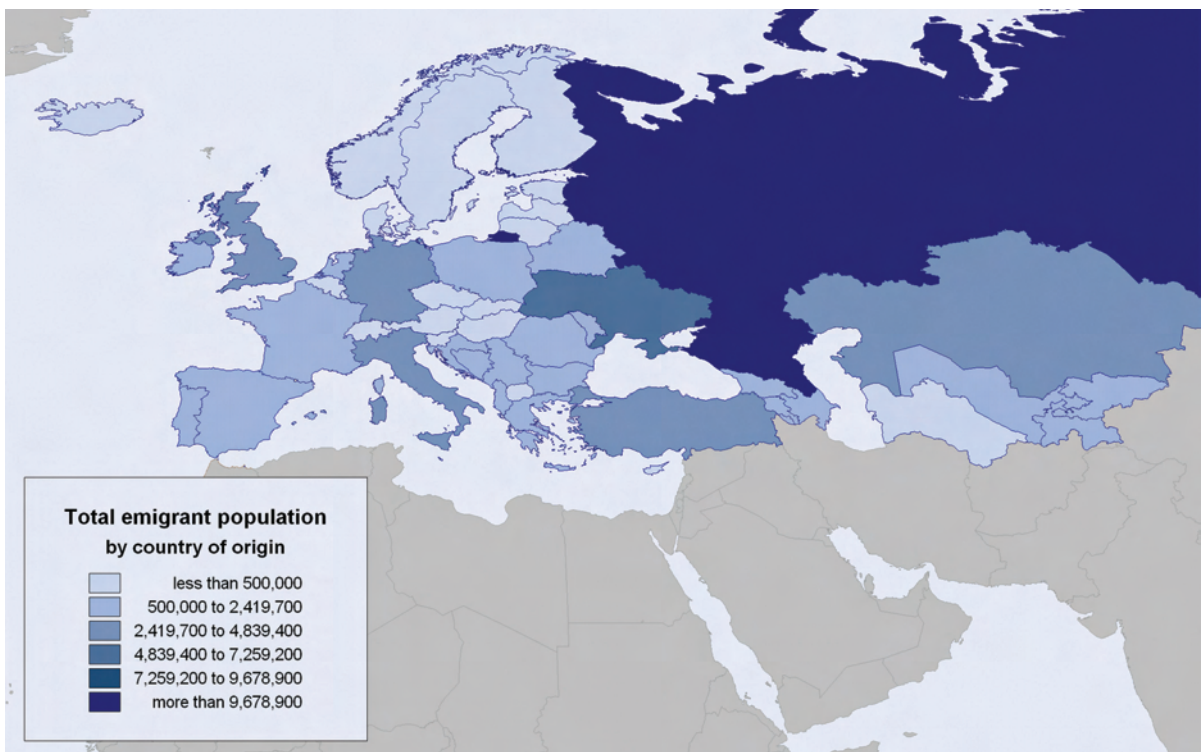 Total emigrant population
by country of origin
less than 500,000
500,000 to 2,419,700
2,419,700 to 4,839,400
4,839,400 to 7,259,200
7,259,200 to 9,678,900
more than 9,678,900